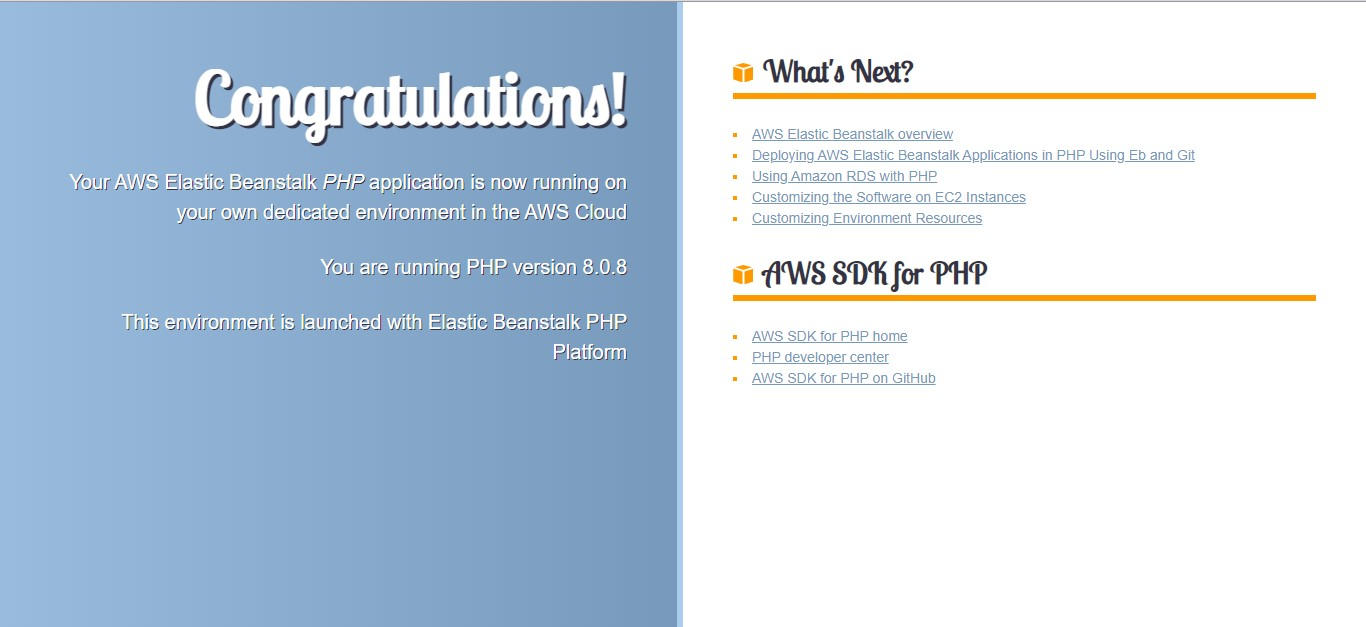 Congratulations!
Your AWS Elastic Beanstalk PHP application is now running on
your own dedicated environment in the AWS Cloud
You are running PHP version 8.0.8
This environment is launched with Elastic Beanstalk PHP
Platform
What's Next?
AWS Elastic Beanstalk overview
Deploying AWS Elastic Beanstalk Applications in PHP Using Eb and Git
Using Amazon RDS with PHP
Customizing the Software on EC2 Instances
Customizing Environment Resources
AWS SDK for PHP
AWS SDK for PHP home
PHP developer center
AWS SDK for PHP on GitHub